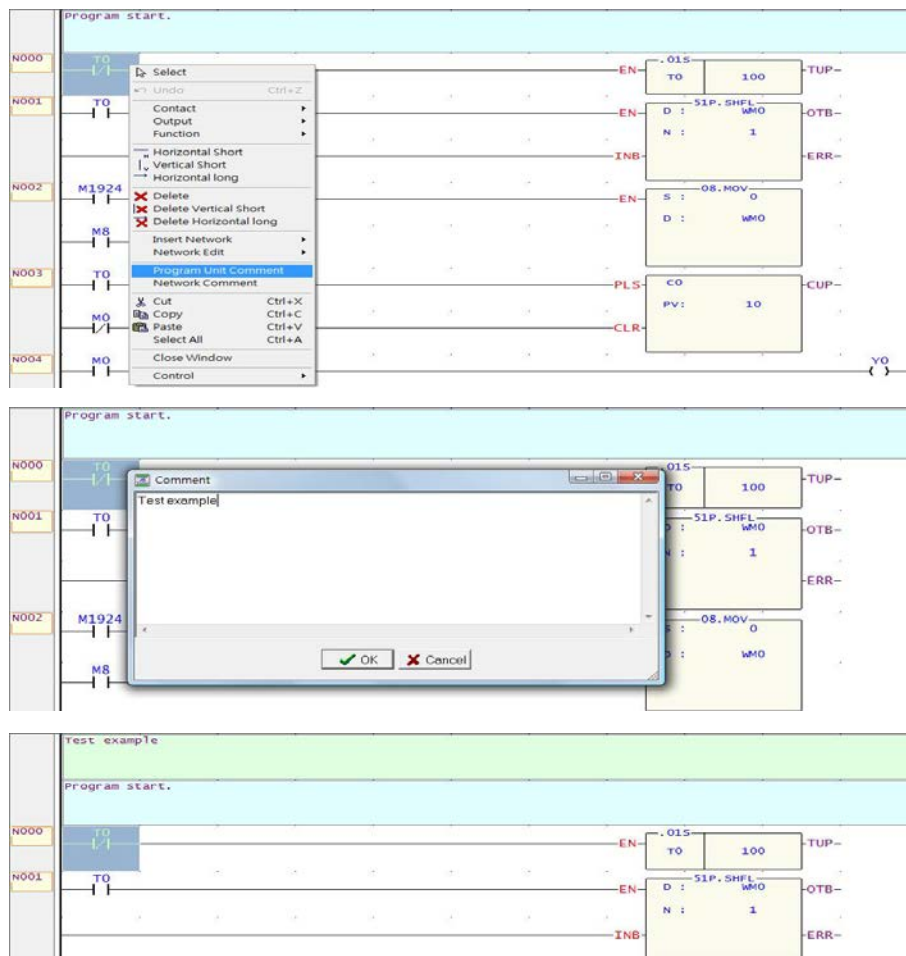 Program start.
N000 T0 EN .01S TUP
T0 100
Select
Undo Ctrl+Z
N001 T0 EN 51P.SHFL OTB
D : WM0
N : 1
Contact
Output
Function
INB ERR
Horizontal Short
Vertical Short
Horizontal long
N002 M1924 EN 08.MOV
S : 0
D : WM0
Delete
Delete Vertical Short
Delete Horizontal long
M8
Insert Network
Network Edit
N003 T0 PLS C0 CUP
PV: 10
Program Unit Comment
Network Comment
M0 CLR
Cut Ctrl+X
Copy Ctrl+C
Paste Ctrl+V
Select All Ctrl+A
N004 M0 Y0
Close Window
Control
Program start.
N000 T0 .01S TUP
T0 100
Comment
Test example
N001 T0 51P.SHFL OTB
D : WM0
N : 1
ERR
N002 M1924 08.MOV
S : 0
D : WM0
M8
OK Cancel
Test example
Program start.
N000 T0 EN .01S TUP
T0 100
N001 T0 EN 51P.SHFL OTB
D : WM0
N : 1
INB ERR